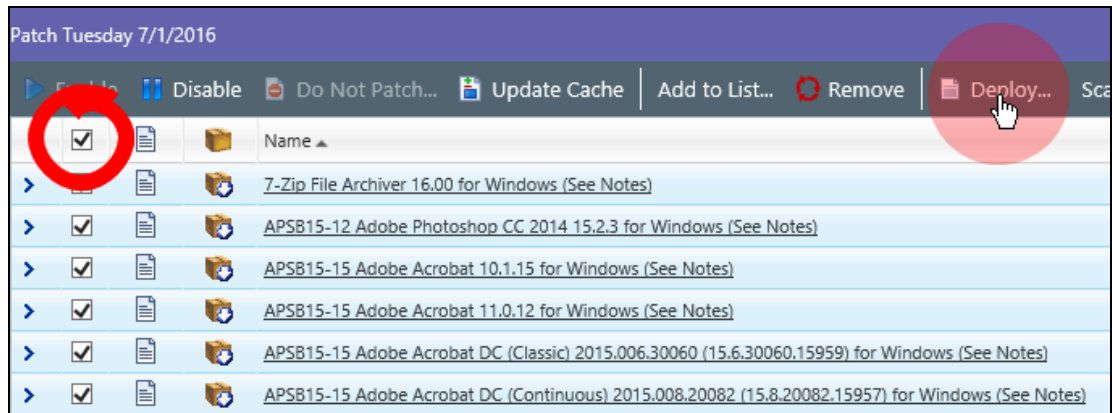 Patch Tuesday 7/1/2016
Enable Disable Do Not Patch... Update Cache Add to List... Remove Deploy... Sca
Name
7-Zip File Archiver 16.00 for Windows (See Notes)
APSB15-12 Adobe Photoshop CC 2014 15.2.3 for Windows (See Notes)
APSB15-15 Adobe Acrobat 10.1.15 for Windows (See Notes)
APSB15-15 Adobe Acrobat 11.0.12 for Windows (See Notes)
APSB15-15 Adobe Acrobat DC (Classic) 2015.006.30060 (15.6.30060.15959) for Windows (See Notes)
APSB15-15 Adobe Acrobat DC (Continuous) 2015.008.20082 (15.8.20082.15957) for Windows (See Notes)